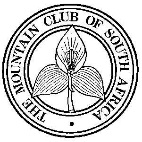 THE MOUNTAIN CLUB OF SOUTH AFRICA